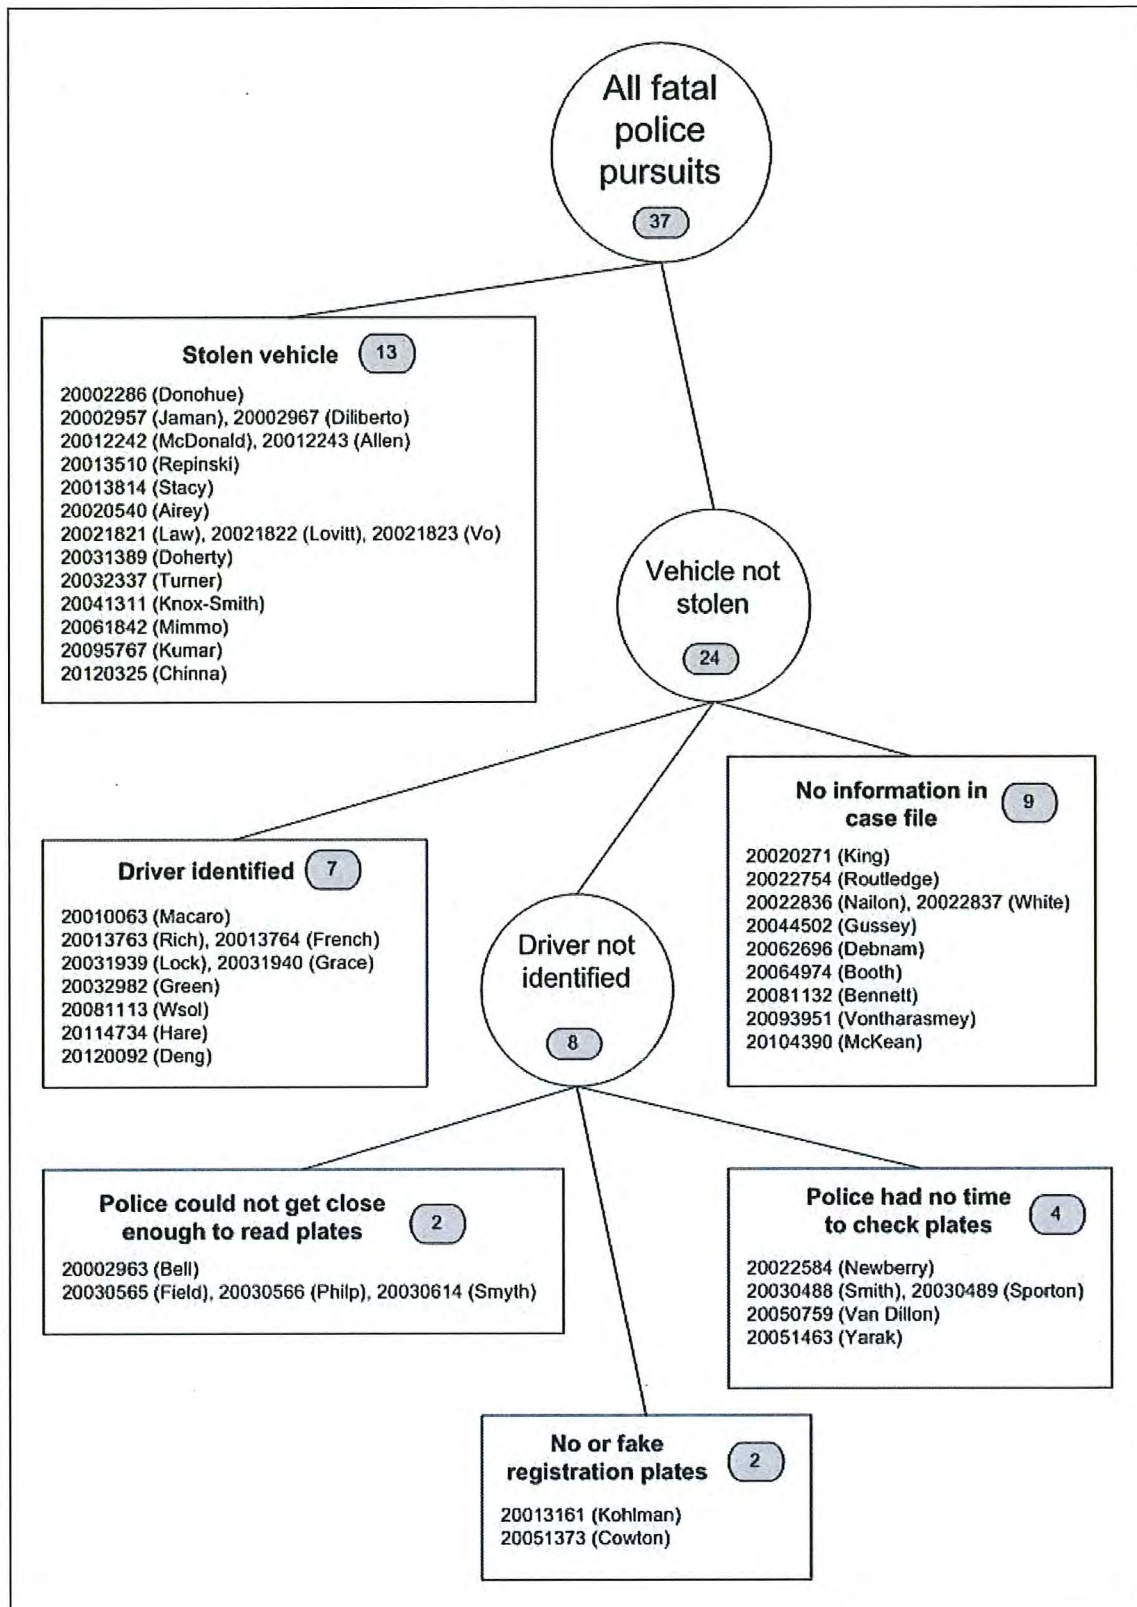 All fatal
police
pursuits
37
Stolen vehicle 13
20002286 (Donohue)
20002957 (Jaman), 20002967 (Diliberto)
20012242 (McDonald), 20012243 (Allen)
20013510 (Repinski)
20013814 (Stacy)
20020540 (Airey)
20021821 (Law), 20021822 (Lovitt), 20021823 (Vo)
20031389 (Doherty)
20032337 (Turner)
20041311 (Knox-Smith)
20061842 (Mimmo)
20095767 (Kumar)
20120325 (Chinna)
Vehicle not
stolen
24
Driver identified 7
20010063 (Macaro)
20013763 (Rich), 20013764 (French)
20031939 (Lock), 20031940 (Grace)
20032982 (Green)
20081113 (Wsol)
20114734 (Hare)
20120092 (Deng)
Driver not
identified
8
No information in
case file
9
20020271 (King)
20022754 (Routledge)
20022836 (Nailon), 20022837 (White)
20044502 (Gussey)
20062696 (Debnam)
20064974 (Booth)
20081132 (Bennett)
20093951 (Vontharasmey)
20104390 (McKean)
Police could not get close
enough to read plates
2
20002963 (Bell)
20030565 (Field), 20030566 (Philp), 20030614 (Smyth)
Police had no time
to check plates
4
20022584 (Newberry)
20030488 (Smith), 20030489 (Sporton)
20050759 (Van Dillon)
20051463 (Yarak)
No or fake
registration plates
2
20013161 (Kohlman)
20051373 (Cowton)